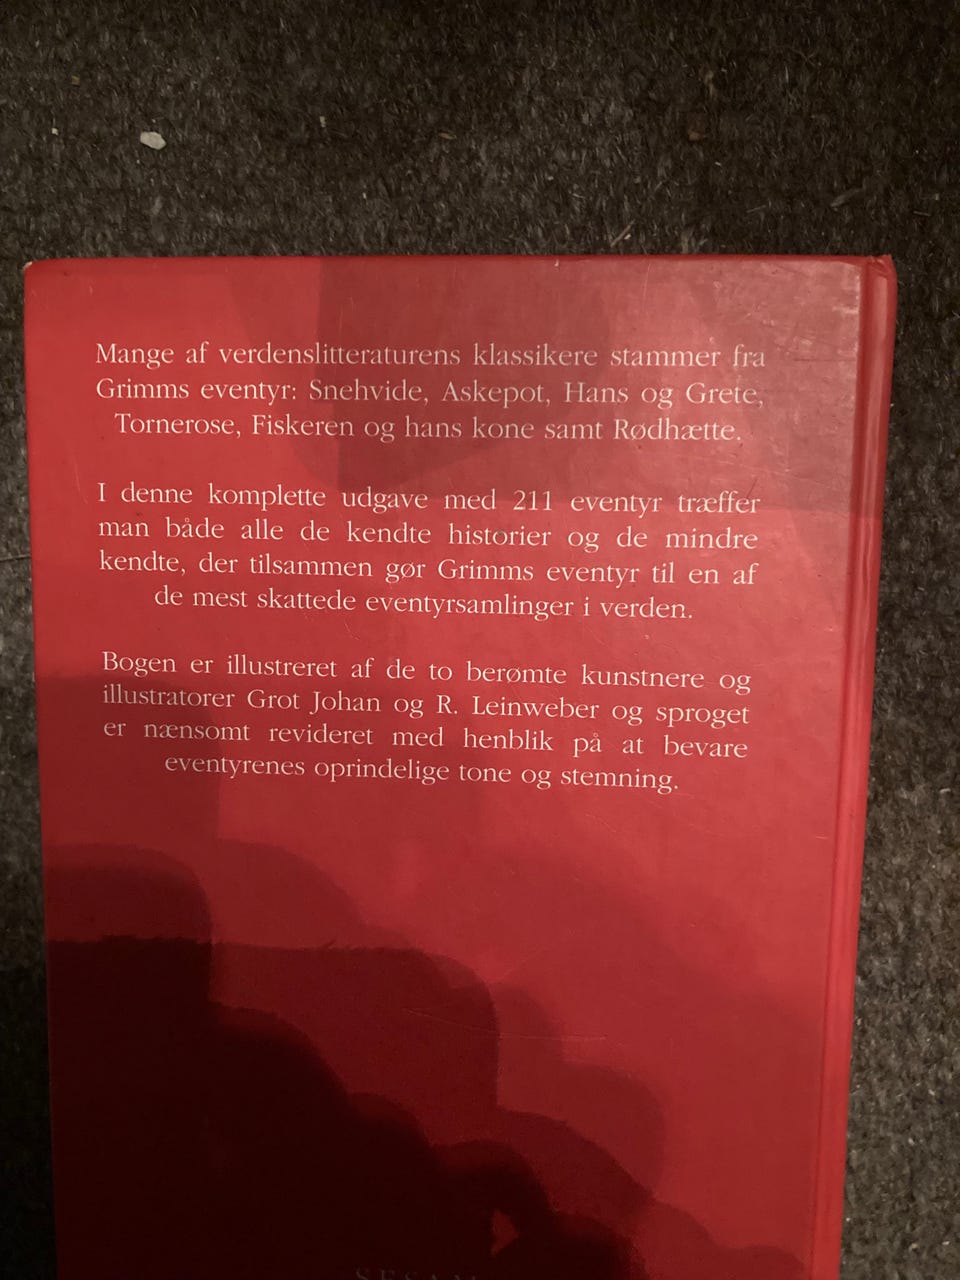 Mange af verdenslitteraturens klassikere stammer fra
Grimms eventyr: Snehvide, Askepot, Hans og Grete,
Tornerose, Fiskeren og hans kone samt Rødhætte.
I denne komplette udgave med 211 eventyr træffer
man både alle de kendte historier og de mindre
kendte, der tilsammen gør Grimms eventyr til en af
de mest skattede eventyrsamlinger i verden.
Bogen er illustreret af de to berømte kunstnere og
illustratorer Grot Johan og R. Leinweber og sproget
er nænsomt revideret med henblik på at bevare
eventyrenes oprindelige tone og stemning.